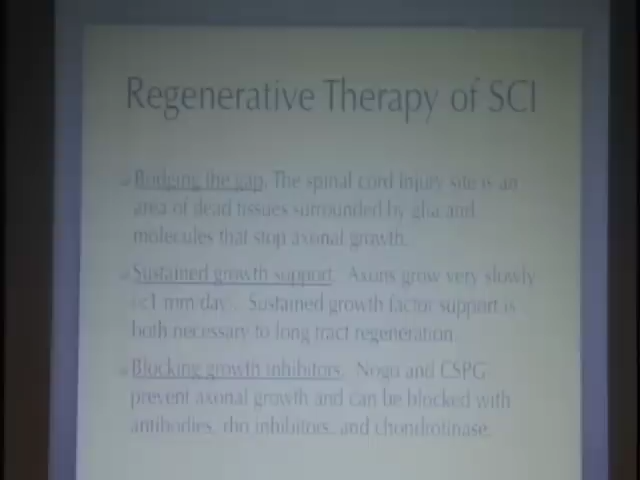 Regenerative Therapy of SCI
Bridging the gap. The spinal cord injury site is an
area of dead tissues surrounded by glia and
molecules that stop axonal growth.
Sustained growth support. Axons grow very slowly
<1 mm day. Sustained growth factor support is
both necessary to long tract regeneration.
Blocking growth inhibitors. Nogo and CSPG
prevent axonal growth and can be blocked with
antibodies, rho inhibitors, and chondrotinase.